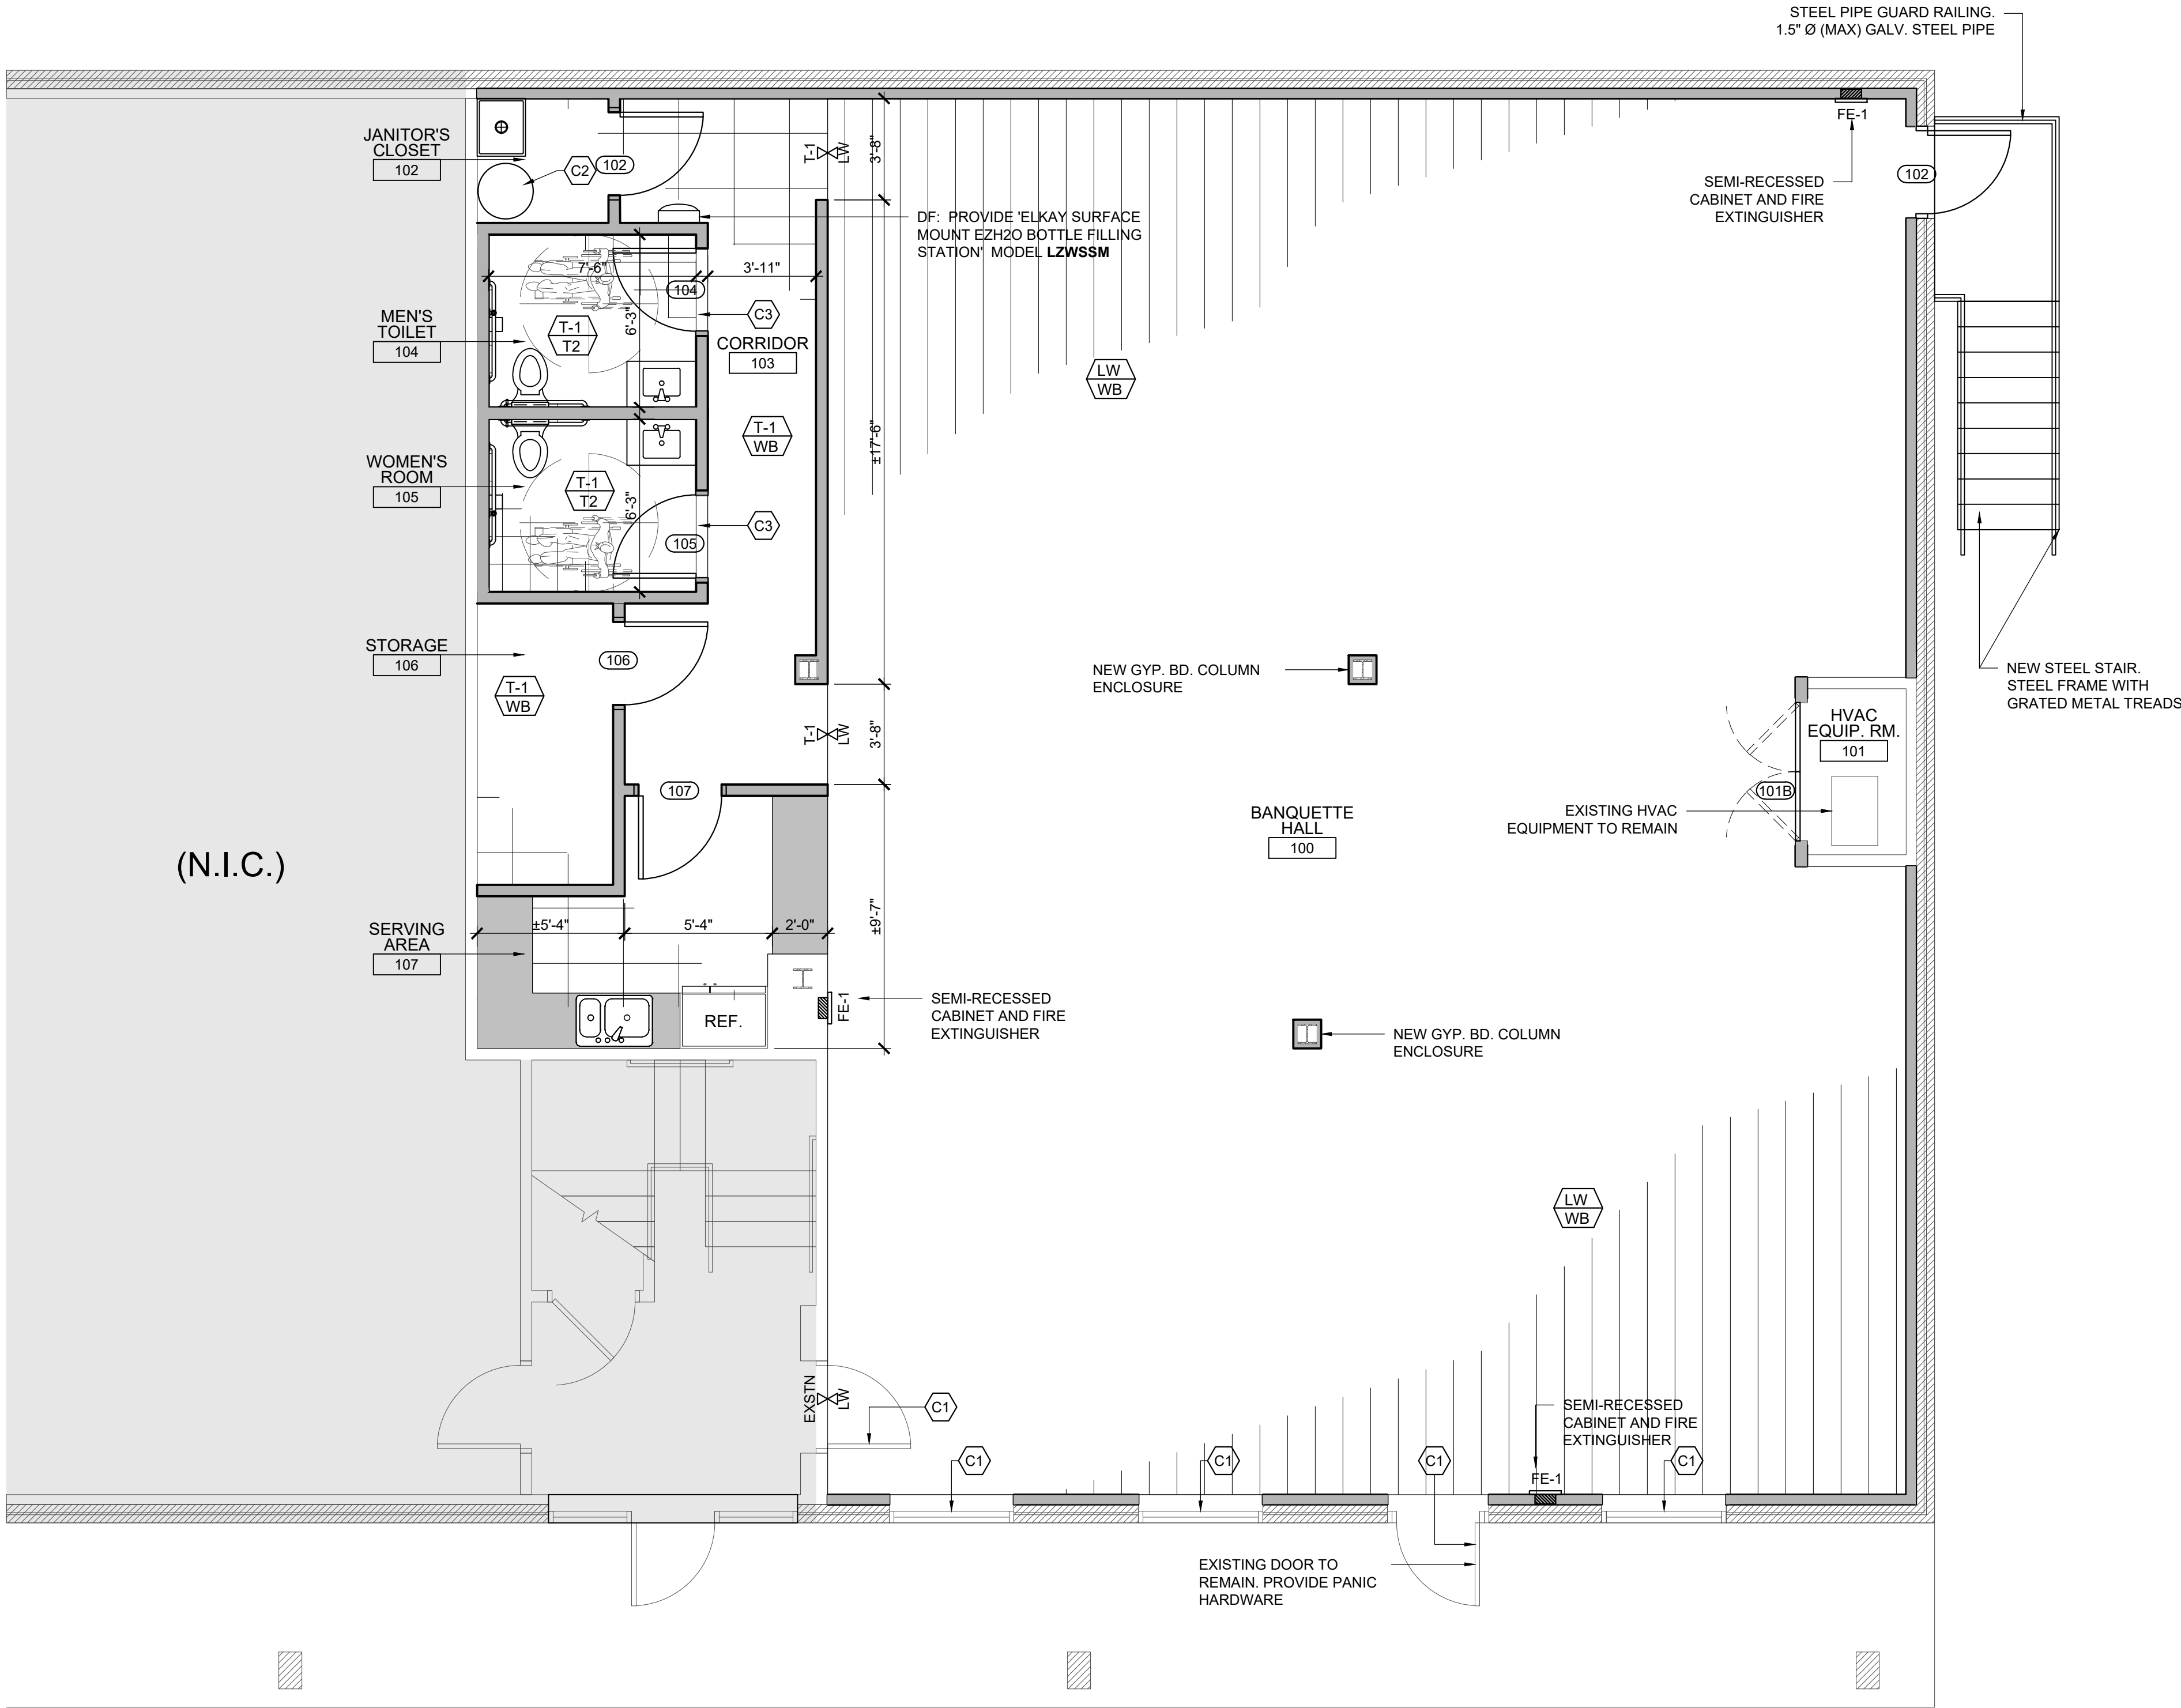 STEEL PIPE GUARD RAILING.
1.5" Ø (MAX) GALV. STEEL PIPE
FE-1
JANITOR'S
CLOSET
102
C2
102
T-1
LW
3'-8"
SEMI-RECESSED
CABINET AND FIRE
EXTINGUISHER
102
DF: PROVIDE 'ELKAY SURFACE
MOUNT EZH2O BOTTLE FILLING
STATION' MODEL LZWSSM
7'-6"
3'-11"
104
MEN'S
TOILET
104
T-1
T2
6'-3"
C3
CORRIDOR
103
LW
WB
T-1
WB
±17'-6"
WOMEN'S
ROOM
105
T-1
T2
6'-3"
C3
105
STORAGE
106
106
T-1
WB
NEW GYP. BD. COLUMN
ENCLOSURE
NEW STEEL STAIR.
STEEL FRAME WITH
GRATED METAL TREADS
T-1
LW
3'-8"
HVAC
EQUIP. RM.
101
107
101B
EXISTING HVAC
EQUIPMENT TO REMAIN
BANQUETTE
HALL
100
(N.I.C.)
SERVING
AREA
107
±5'-4"
5'-4"
2'-0"
±9'-7"
REF.
FE-1
SEMI-RECESSED
CABINET AND FIRE
EXTINGUISHER
NEW GYP. BD. COLUMN
ENCLOSURE
LW
WB
EXSTN
LW
C1
SEMI-RECESSED
CABINET AND FIRE
EXTINGUISHER
C1
C1
C1
C1
FE-1
EXISTING DOOR TO
REMAIN. PROVIDE PANIC
HARDWARE